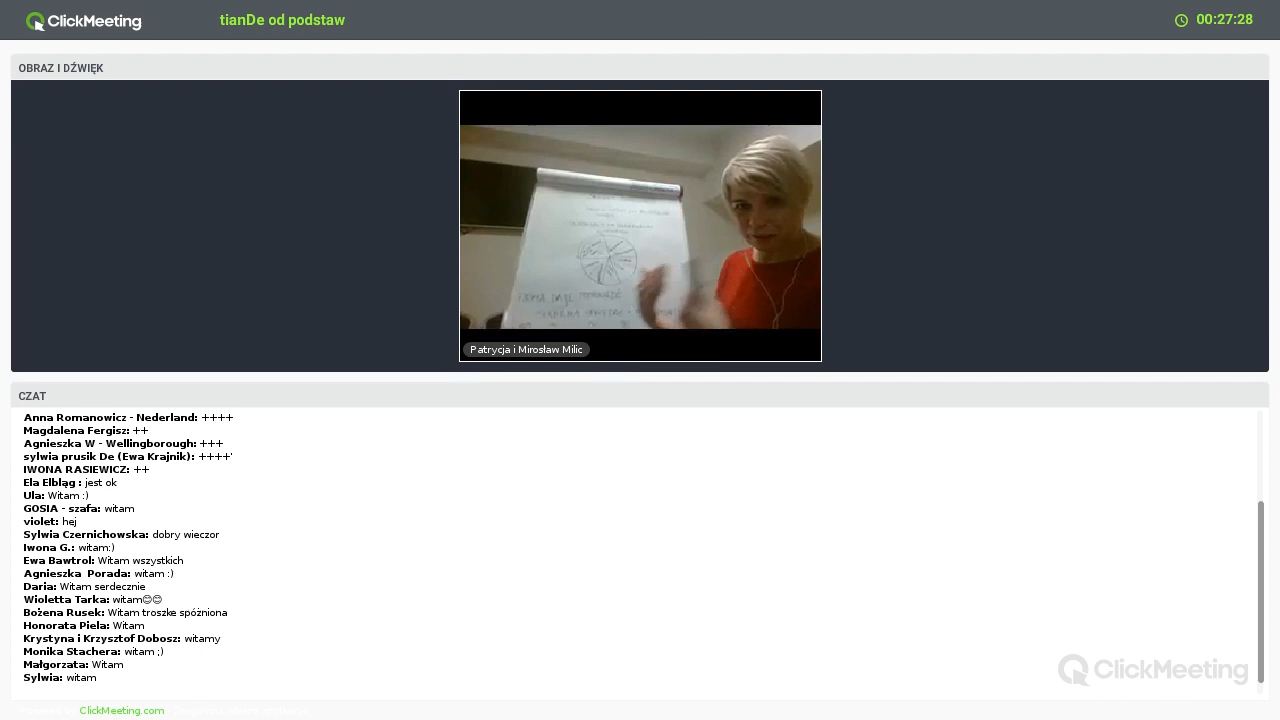 ClickMeeting
tianDe od podstaw
00:27:28
OBRAZ I DŹWIĘK
Patrycja i Mirosław Milic
CZAT
Anna Romanowicz - Nederland: ++++
Magdalena Fergisz: ++
Agnieszka W - Wellingborough: +++
sylwia prusik De (Ewa Krajnik): ++++'
IWONA RASIEWICZ: ++
Ela Elbląg : jest ok
Ula: Witam :)
GOSIA - szafa: witam
violet: hej
Sylwia Czernichowska: dobry wieczor
Iwona G.: witam:)
Ewa Bawtrol: Witam wszystkich
Agnieszka Porada: witam :)
Daria: Witam serdecznie
Wioletta Tarka: witam😊😊
Bożena Rusek: Witam troszke spóżniona
Honorata Piela: Witam
Krystyna i Krzysztof Dobosz: witamy
Monika Stachera: witam ;)
Małgorzata: Witam
Sylwia: witam
ClickMeeting
ClickMeeting.com